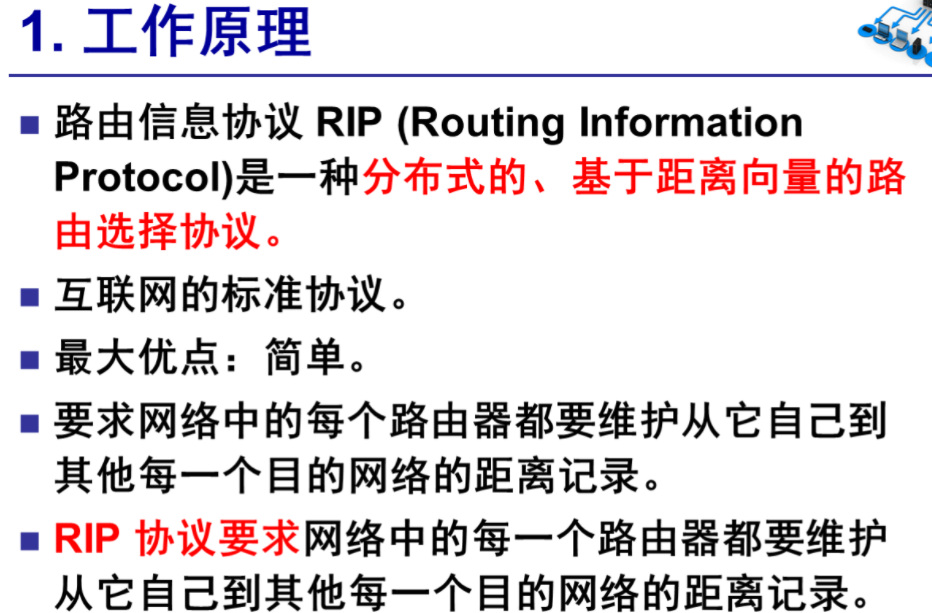 1. 工作原理
路由信息协议 RIP (Routing Information
Protocol)是一种分布式的、基于距离向量的路
由选择协议。
互联网的标准协议。
最大优点：简单。
要求网络中的每个路由器都要维护从它自己到
其他每一个目的网络的距离记录。
RIP 协议要求网络中的每一个路由器都要维护
从它自己到其他每一个目的网络的距离记录。